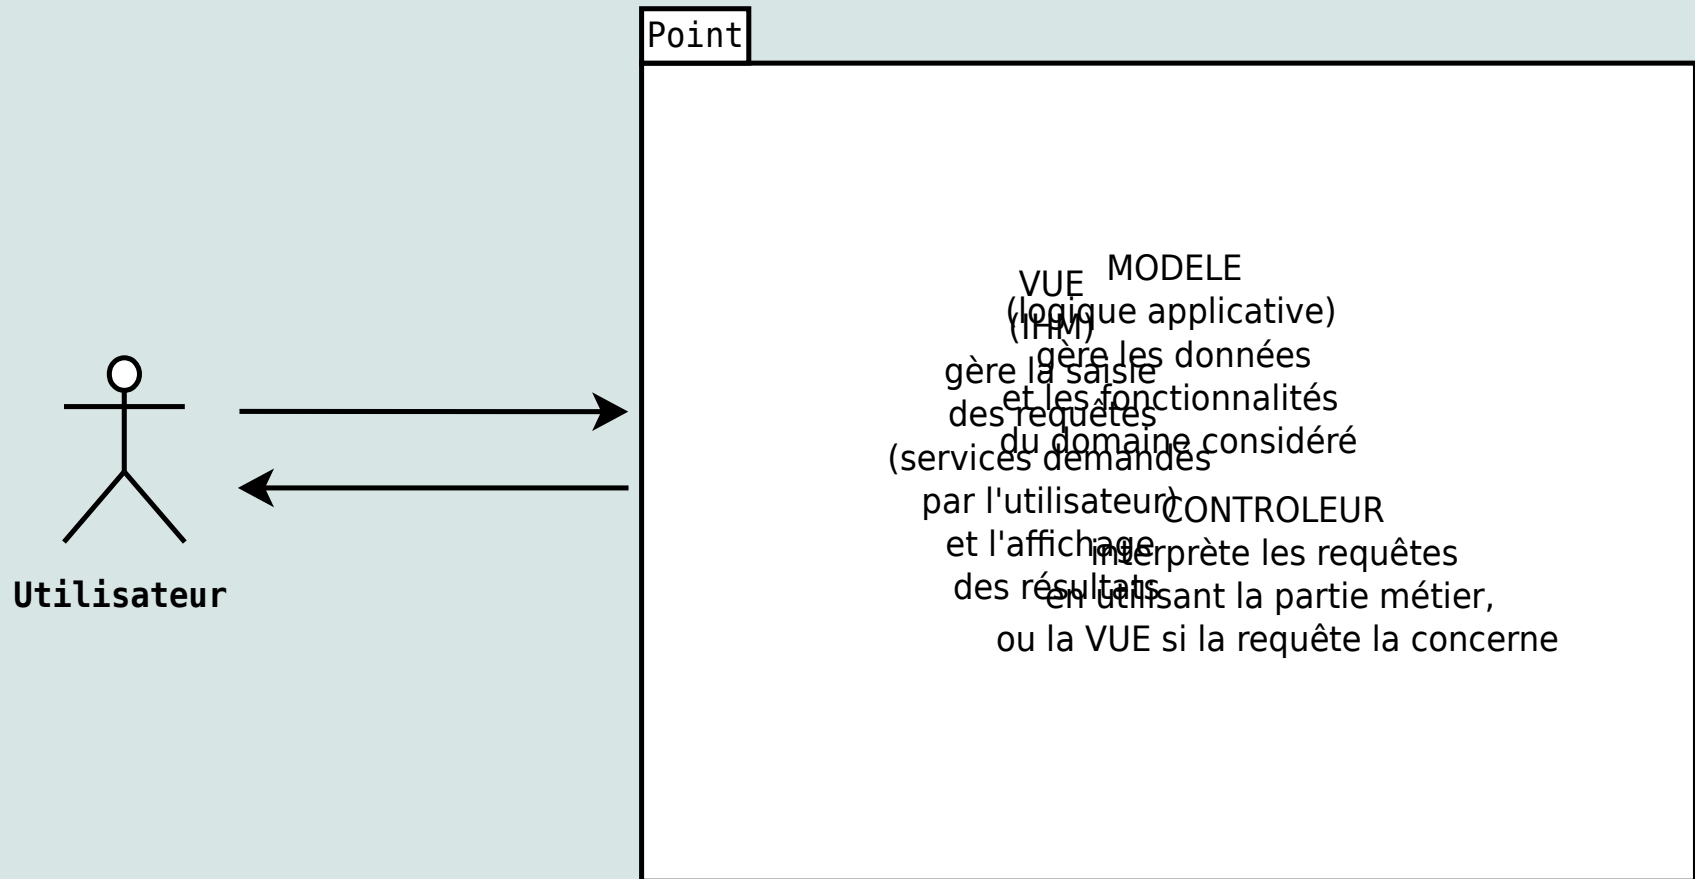 Point
Utilisateur
VUE
(IHM)
gère la saisie
des requêtes
(services demandés
par l'utilisateur)
et l'affichage
des résultats
MODELE
(logique applicative)
gère les données
et les fonctionnalités
du domaine considéré
CONTROLEUR
interprète les requêtes
en utilisant la partie métier,
ou la VUE si la requête la concerne